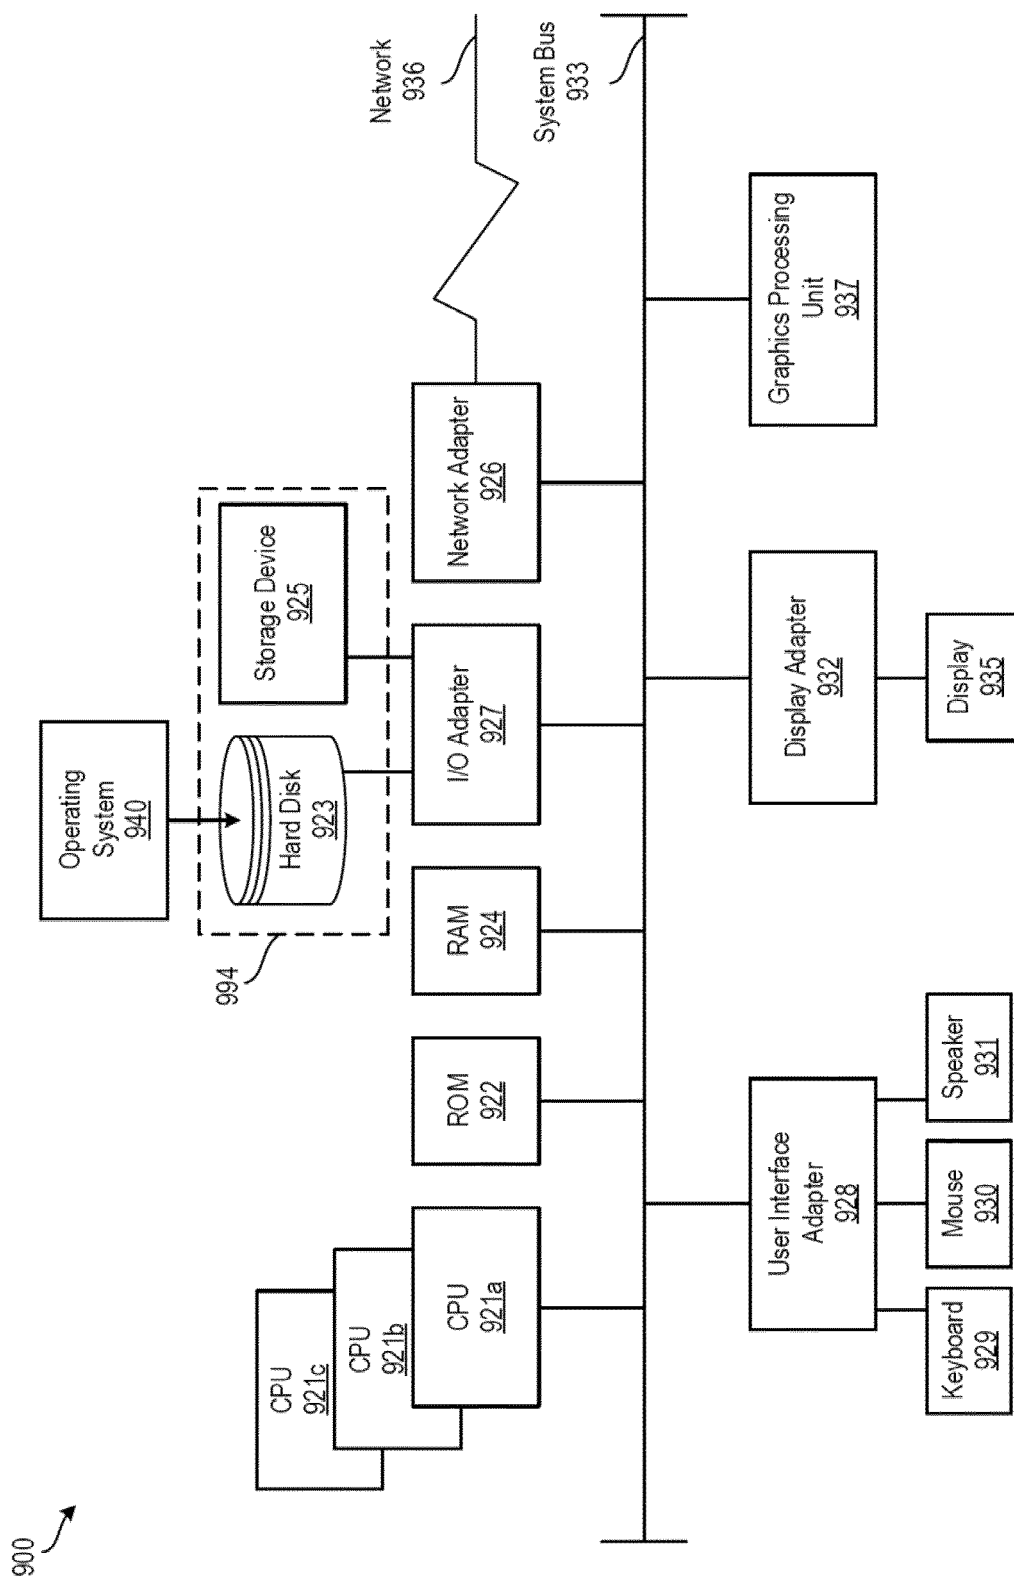 900
CPU
921c
CPU
921b
CPU
921a
ROM
922
RAM
924
994
Operating
System
940
Hard Disk
923
Storage Device
925
I/O Adapter
927
Network Adapter
926
Network
936
System Bus
933
User Interface
Adapter
928
Keyboard
929
Mouse
930
Speaker
931
Display Adapter
932
Display
935
Graphics Processing
Unit
937